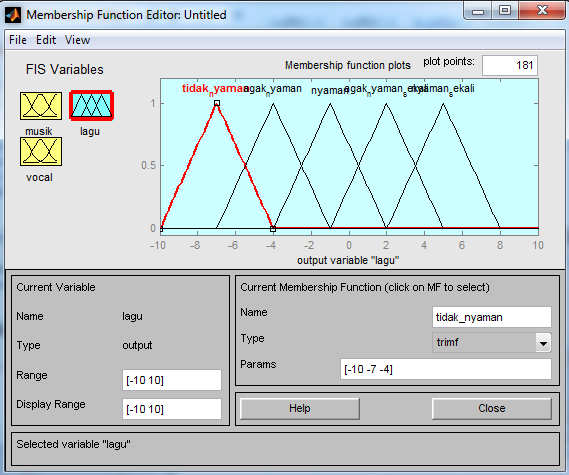 Membership Function Editor: Untitled
File Edit View
FIS Variables
musik
lagu
vocal
Membership function plots
plot points:
181
tidak_nyaman agak_nyaman nyaman
1
0.5
0
-10 -8 -6 -4 -2 0 2 4 6 8 10
output variable "lagu"
Current Variable
Name lagu
Type output
Range [-10 10]
Display Range [-10 10]
Current Membership Function (click on MF to select)
Name tidak_nyaman
Type trimf
Params [-10 -7 -4]
Help Close
Selected variable "lagu"